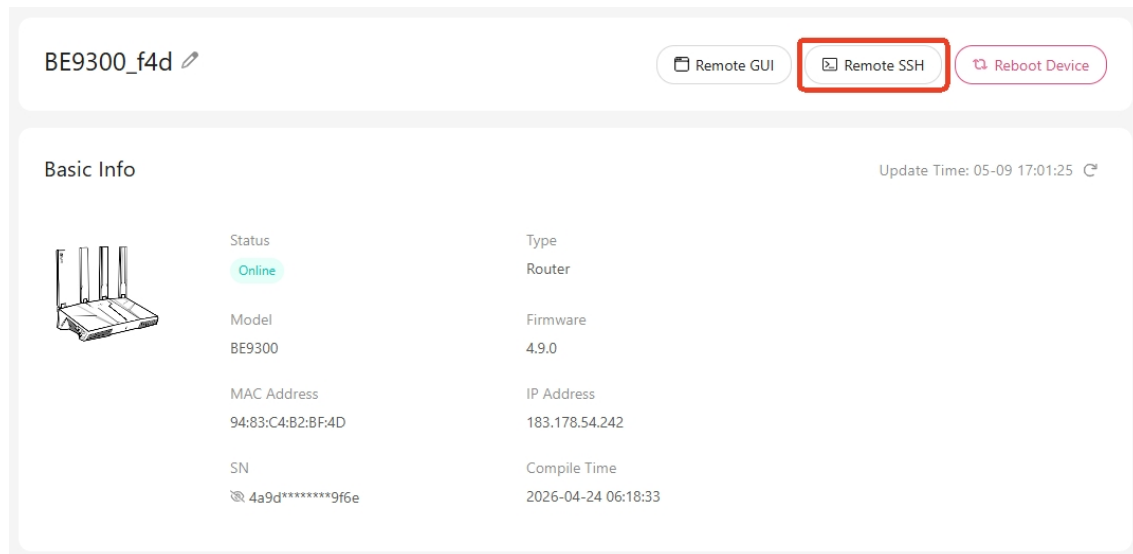 BE9300_f4d
Remote GUI
Remote SSH
Reboot Device
Basic Info
Update Time: 05-09 17:01:25
Status
Type
Online
Router
Model
Firmware
BE9300
4.9.0
MAC Address
IP Address
94:83:C4:B2:BF:4D
183.178.54.242
SN
Compile Time
4a9d********9f6e
2026-04-24 06:18:33